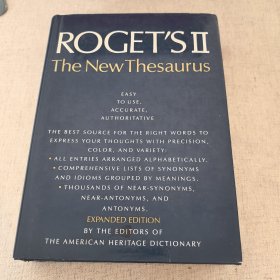 ROGET'S II
The New Thesaurus
EASY
TO USE,
ACCURATE,
AUTHORITATIVE
THE BEST SOURCE FOR THE RIGHT WORDS TO
EXPRESS YOUR THOUGHTS WITH PRECISION,
COLOR, AND VARIETY:
• ALL ENTRIES ARRANGED ALPHABETICALLY.
• COMPREHENSIVE LISTS OF SYNONYMS
AND IDIOMS GROUPED BY MEANINGS.
• THOUSANDS OF NEAR-SYNONYMS,
NEAR-ANTONYMS, AND
ANTONYMS.
EXPANDED EDITION
BY THE EDITORS OF
THE AMERICAN HERITAGE DICTIONARY